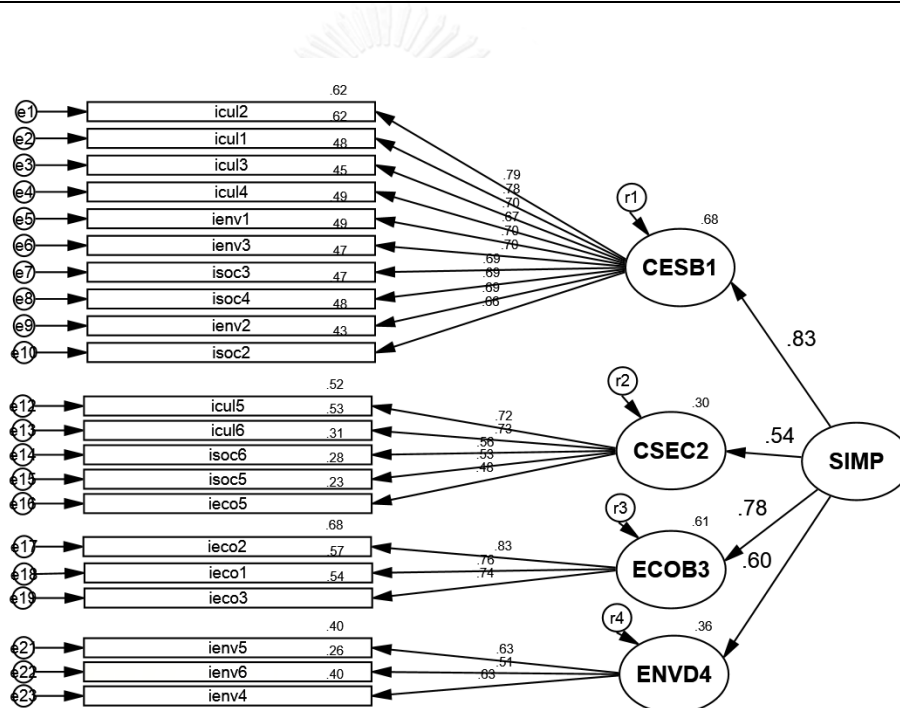 .62
e1 icul2
.62
e2 icul1
.48
e3 icul3
.45
e4 icul4
.49
e5 ienv1
.49
e6 ienv3
.47
e7 isoc3
.47
e8 isoc4
.48
e9 ienv2
.43
e10 isoc2
.79
.78
.70
.67
.70
.70
.69
.69
.69
.66
r1
.68
CESB1
.83
.52
e12 icul5
.53
e13 icul6
.31
e14 isoc6
.28
e15 isoc5
.23
e16 ieco5
.72
.73
.56
.53
.48
r2
.30
CSEC2
.54
SIMP
.68
e17 ieco2
.57
e18 ieco1
.54
e19 ieco3
.83
.76
.74
r3
.61
ECOB3
.78
.60
.40
e21 ienv5
.26
e22 ienv6
.40
e23 ienv4
.63
.51
.63
r4
.36
ENVD4